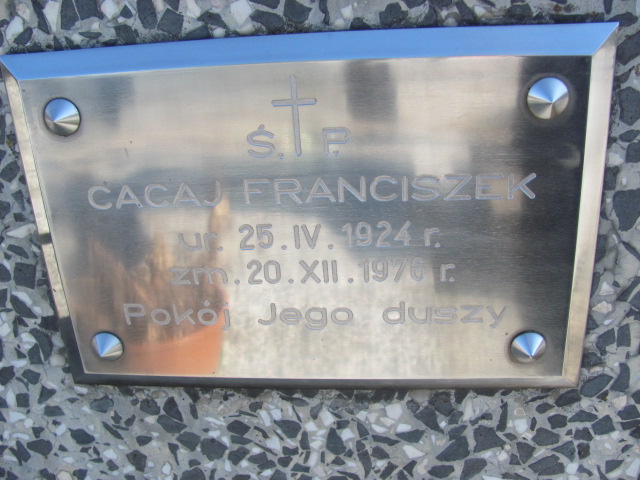 Ś. P.
CACAJ FRANCISZEK
ur. 25.IV.1924 r.
zm. 20.XII.1976 r.
Pokój Jego duszy